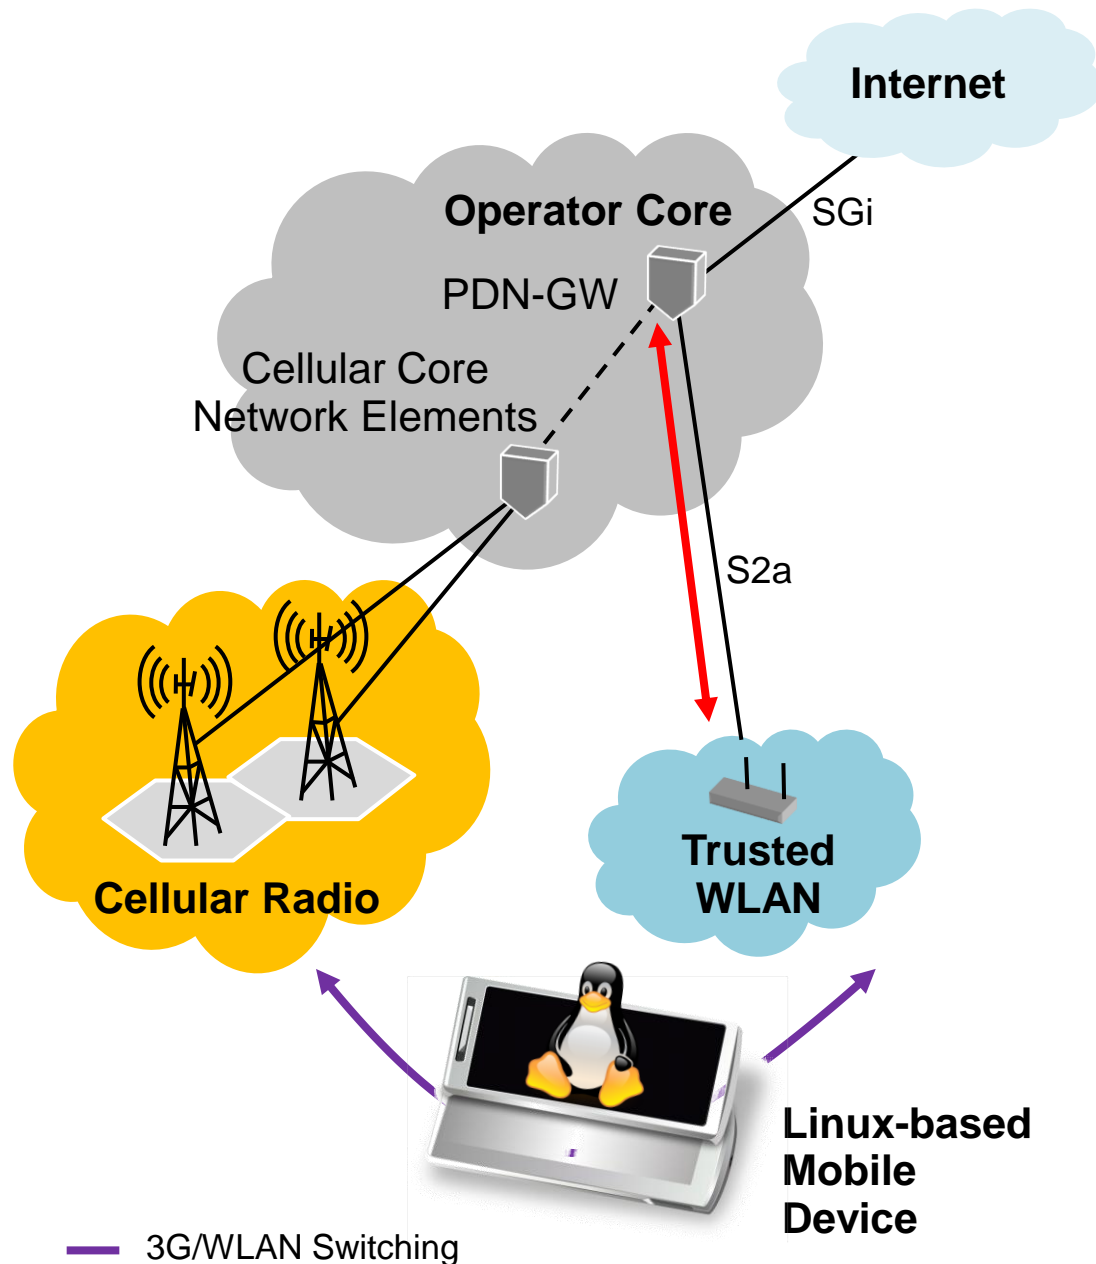 Internet
SGi
Operator Core
PDN-GW
Cellular Core
Network Elements
S2a
Trusted
WLAN
Cellular Radio
Linux-based
Mobile
Device
3G/WLAN Switching